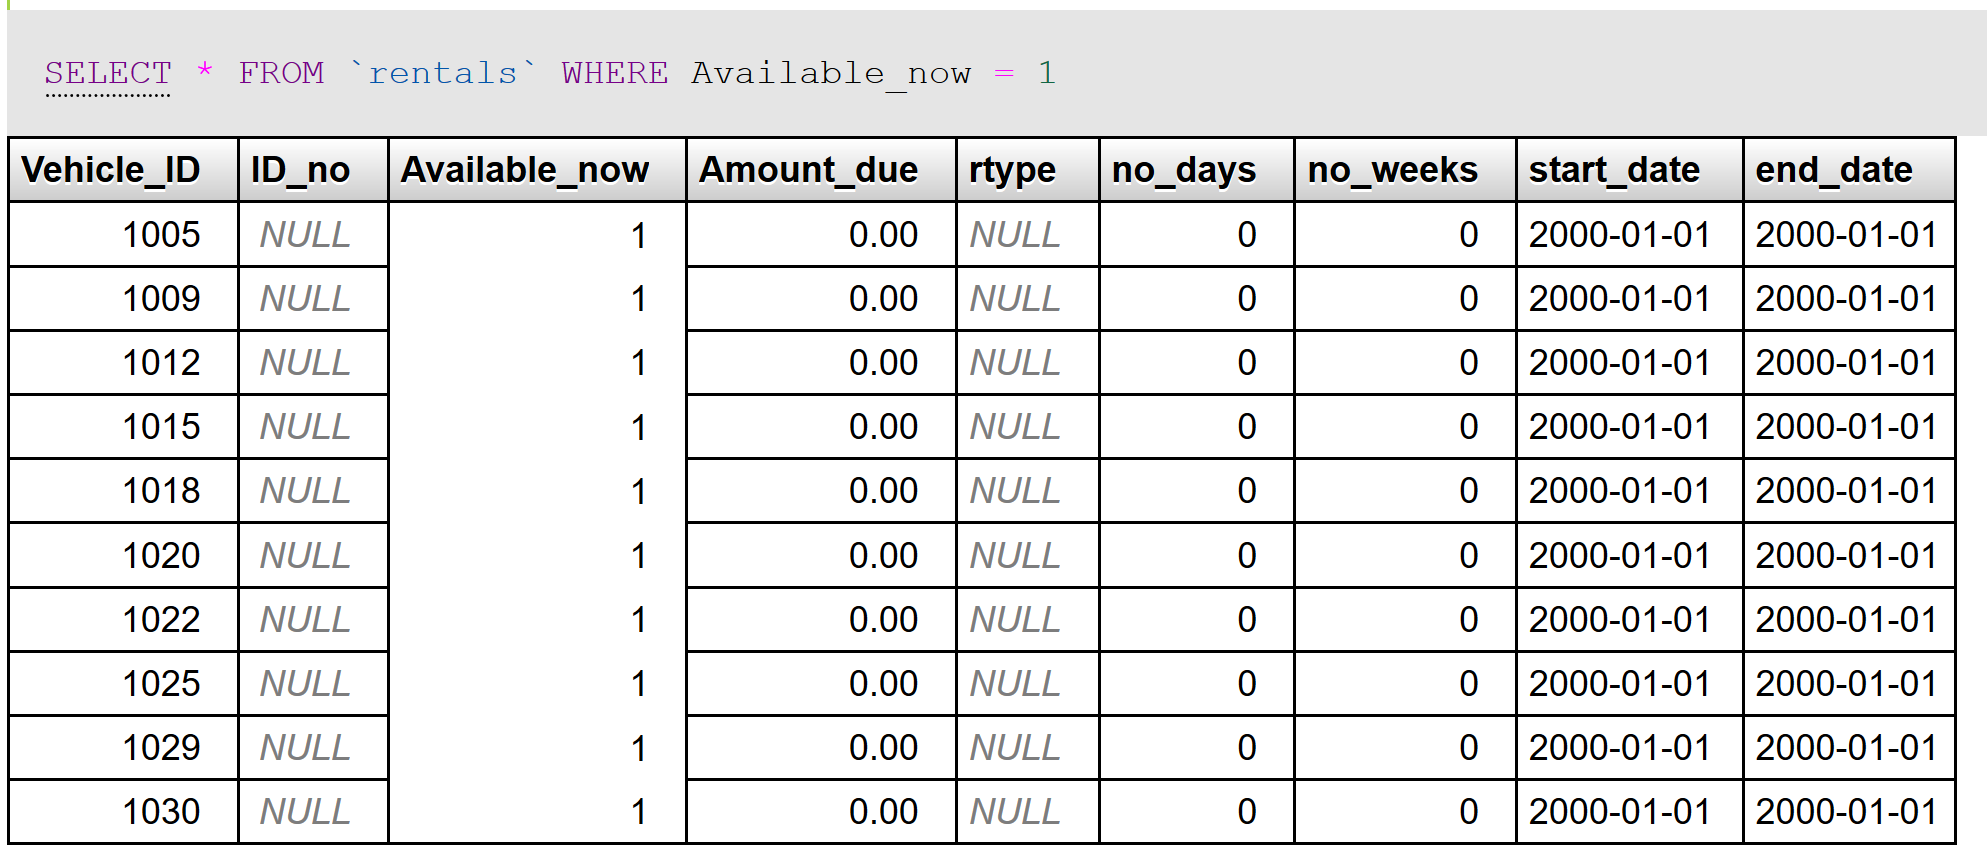 SELECT * FROM `rentals` WHERE Available_now = 1
Vehicle_ID ID_no Available_now Amount_due rtype no_days no_weeks start_date end_date
1005 NULL 1 0.00 NULL 0 0 2000-01-01 2000-01-01
1009 NULL 1 0.00 NULL 0 0 2000-01-01 2000-01-01
1012 NULL 1 0.00 NULL 0 0 2000-01-01 2000-01-01
1015 NULL 1 0.00 NULL 0 0 2000-01-01 2000-01-01
1018 NULL 1 0.00 NULL 0 0 2000-01-01 2000-01-01
1020 NULL 1 0.00 NULL 0 0 2000-01-01 2000-01-01
1022 NULL 1 0.00 NULL 0 0 2000-01-01 2000-01-01
1025 NULL 1 0.00 NULL 0 0 2000-01-01 2000-01-01
1029 NULL 1 0.00 NULL 0 0 2000-01-01 2000-01-01
1030 NULL 1 0.00 NULL 0 0 2000-01-01 2000-01-01